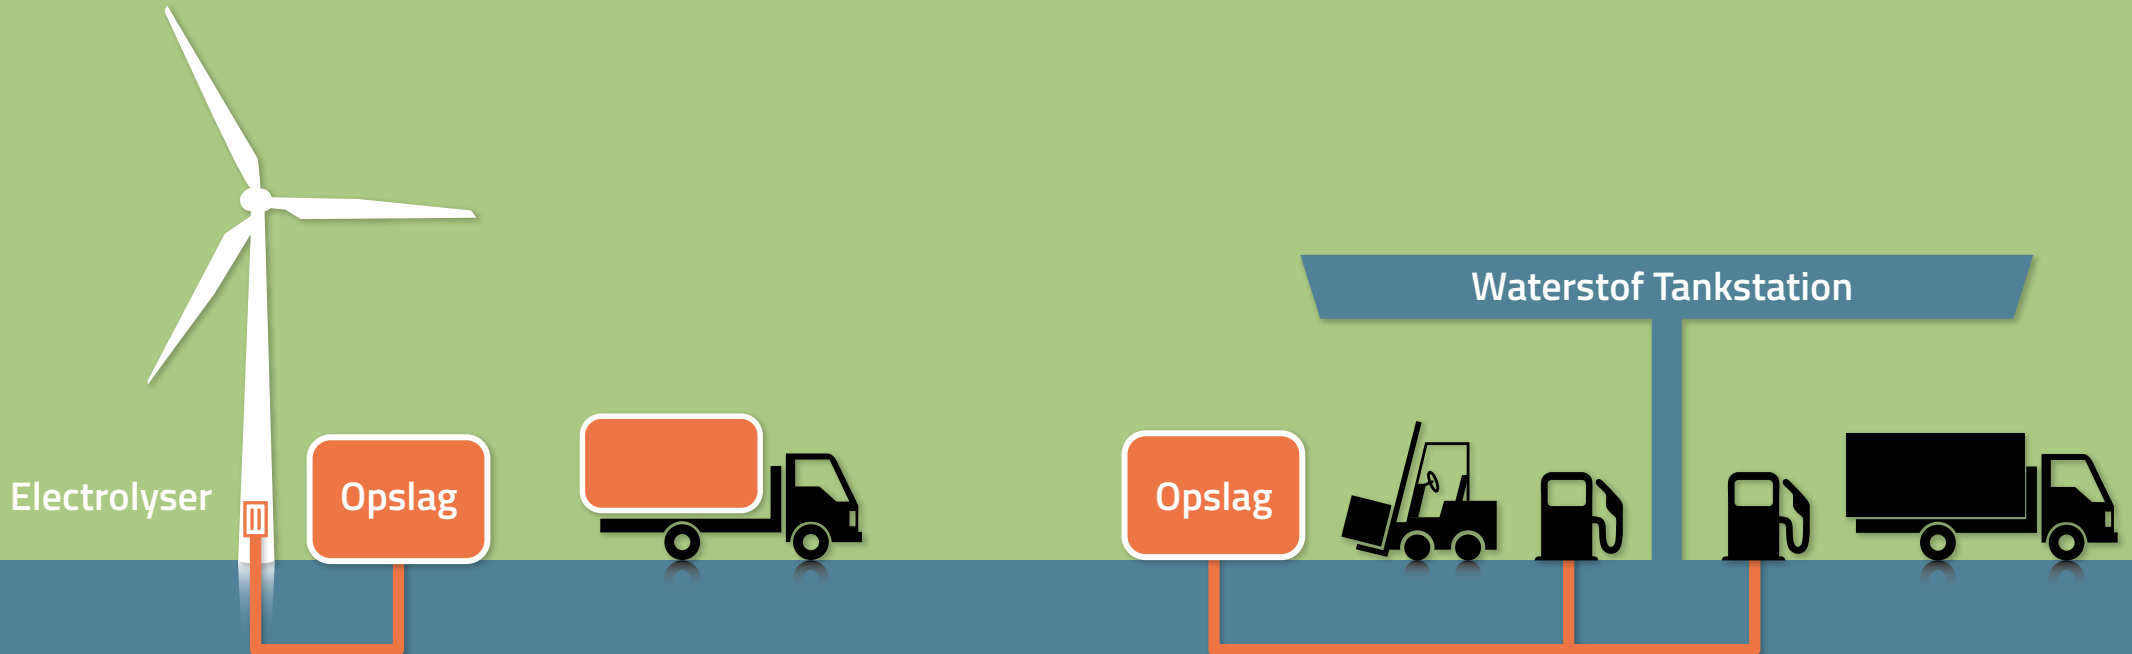 Waterstof Tankstation
Electrolyser
Opslag
Opslag